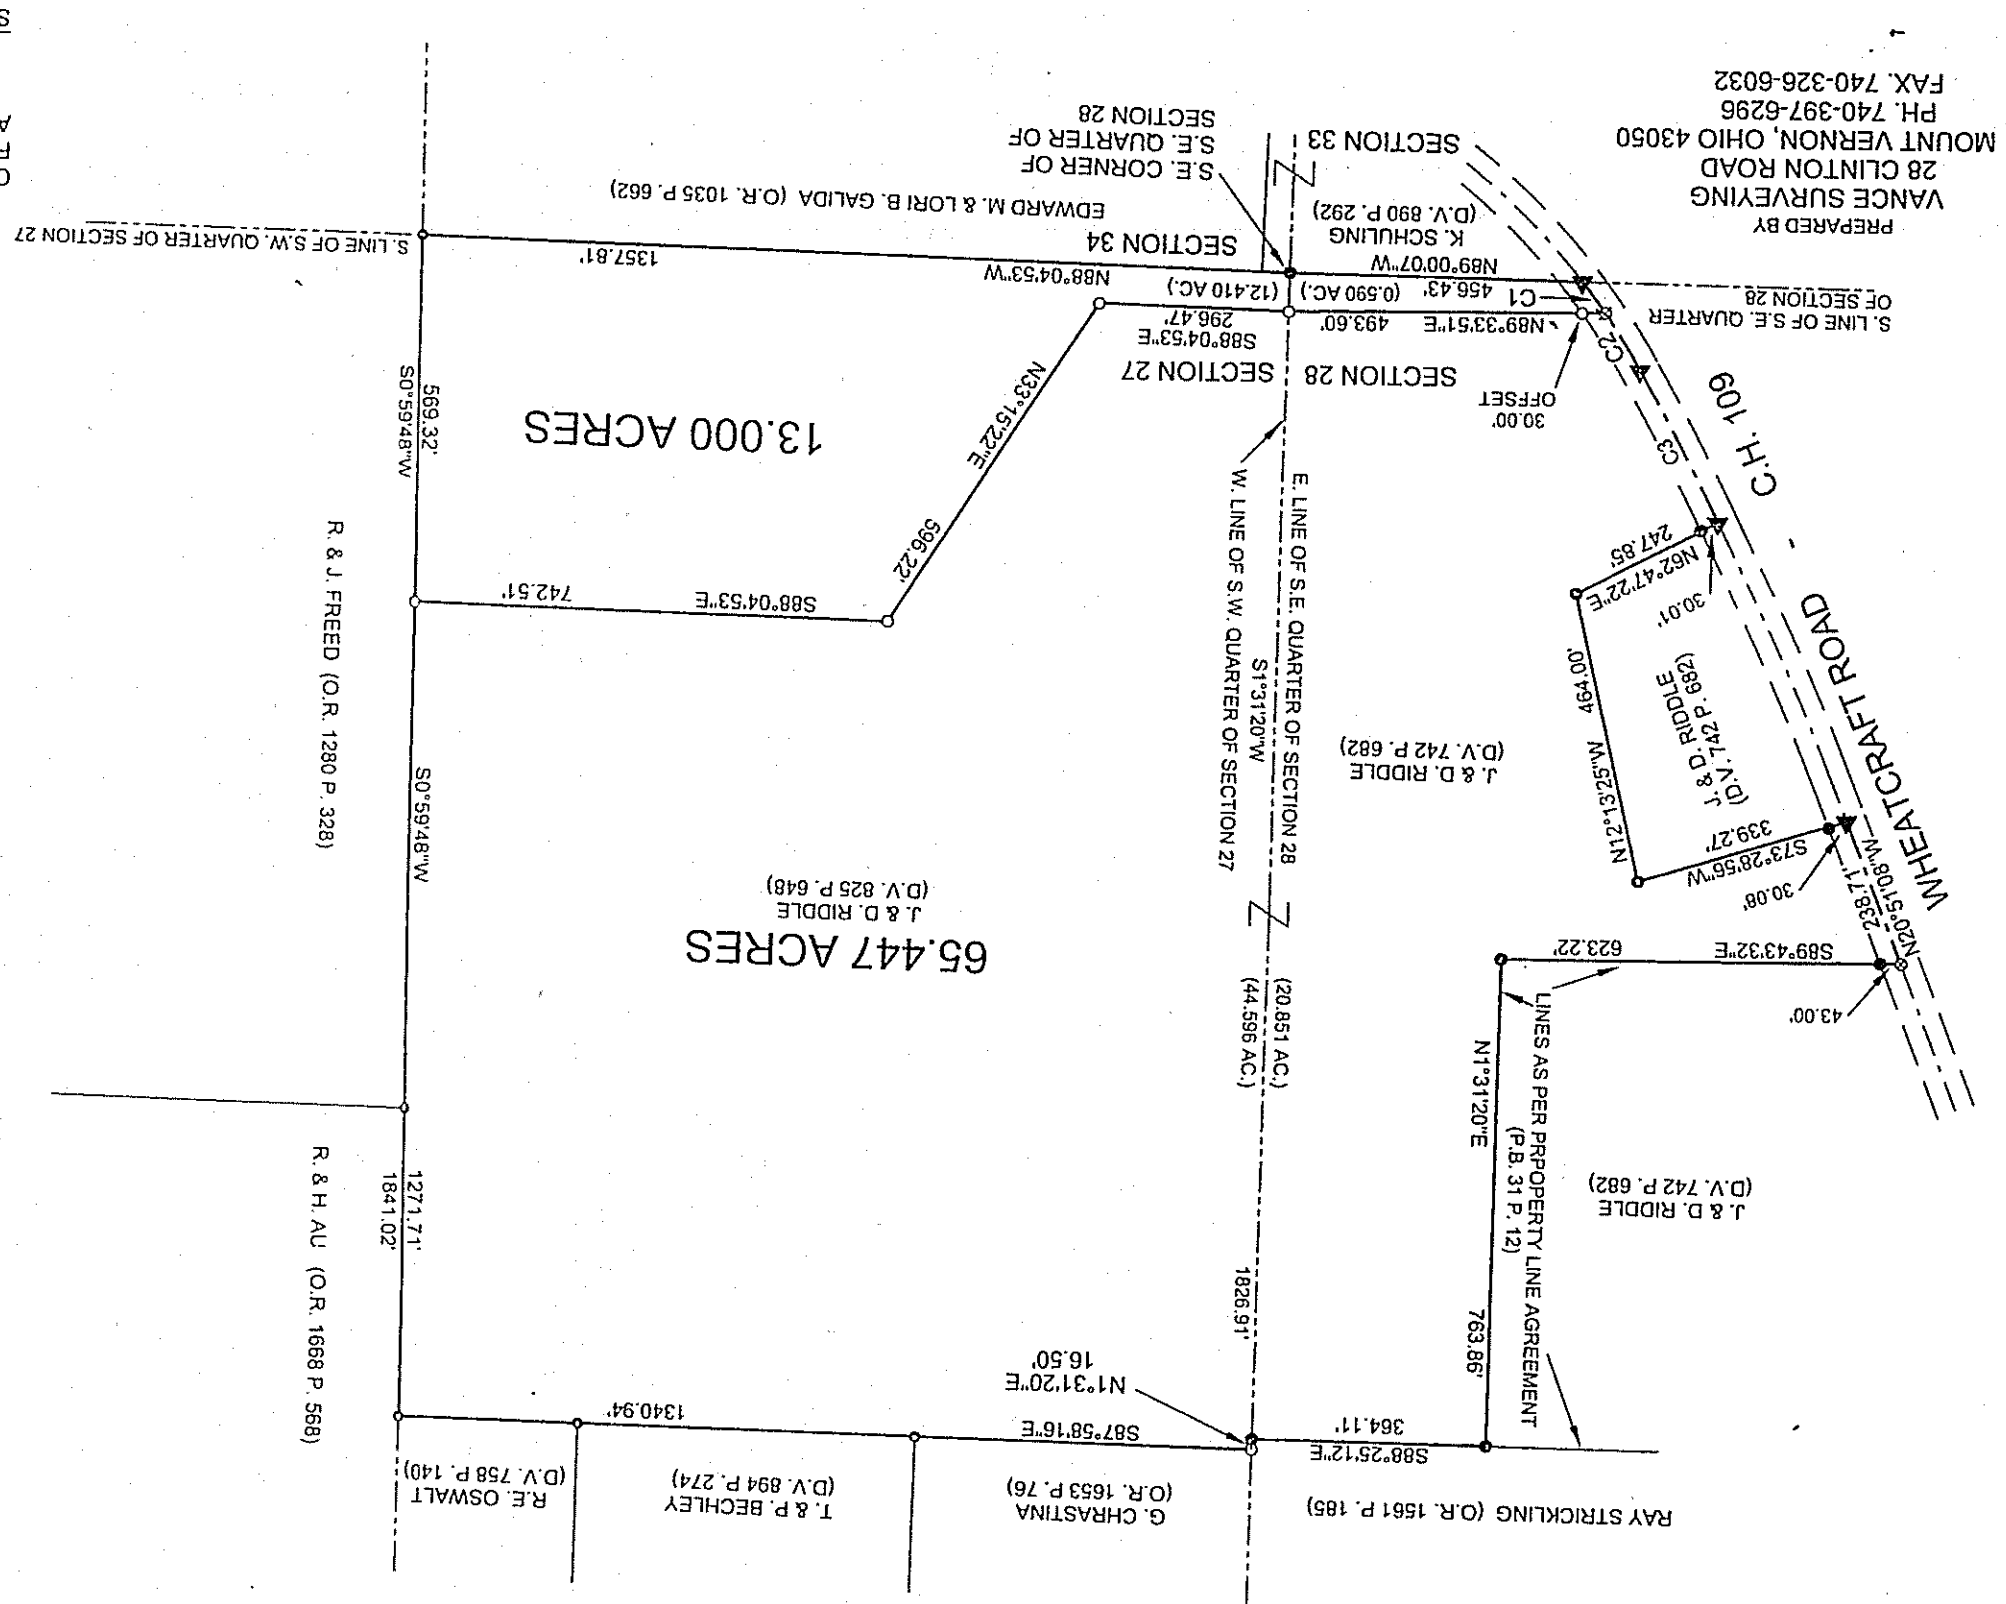 RAY STRICKLING (O.R. 1561 P. 185)
G. CHRASTINA
(O.R. 1653 P. 76)
T. & P. BECHLEY
(D.V. 894 P. 274)
R.E. OSWALT
(D.V. 758 P. 140)
S88°25'12"E
364.11'
S87°58'16"E
1340.94'
N1°31'20"E
16.50'
763.86'
N1°31'20"E
LINES AS PER PRPOPERTY LINE AGREEMENT
(P.B. 31 P. 12)
J. & D. RIDDLE
(D.V. 742 P. 682)
1826.91'
1271.71'
1841.02'
R. & H. AU (O.R. 1668 P. 568)
43.00'
S89°43'32"E
623.22'
(20.851 AC.)
(44.596 AC.)
65.447 ACRES
J. & D. RIDDLE
(D.V. 825 P. 648)
WHEATCRAFT ROAD
C.H. 109
N20°51'08"W
238.71'
30.08'
S73°28'56"W
339.27'
N12°13'25"W
464.00'
J. & D. RIDDLE
(D.V. 742 P. 682)
30.01'
N62°47'22"E
247.85'
J. & D. RIDDLE
(D.V. 742 P. 682)
E. LINE OF S.E. QUARTER OF SECTION 28
S1°31'20"W
W. LINE OF S.W. QUARTER OF SECTION 27
S0°59'48"W
R. & J. FREED (O.R. 1280 P. 328)
S88°04'53"E
742.51'
596.22'
N33°15'22"E
13.000 ACRES
569.32'
S0°59'48"W
C3
C2
C1
30.00'
OFFSET
SECTION 28
SECTION 27
S88°04'53"E
296.47'
N89°33'51"E
493.60'
S. LINE OF S.E. QUARTER
OF SECTION 28
456.43'
(0.590 AC.)
(12.410 AC.)
N89°00'07"W
N88°04'53"W
1357.81'
K. SCHULING
(D.V. 890 P. 292)
SECTION 34
S. LINE OF S.W. QUARTER OF SECTION 27
EDWARD M. & LORI B. GALIDA (O.R. 1035 P. 662)
SECTION 33
S.E. CORNER OF
S.E. QUARTER OF
SECTION 28
PREPARED BY
VANCE SURVEYING
28 CLINTON ROAD
MOUNT VERNON, OHIO 43050
PH. 740-397-6296
FAX. 740-326-6032